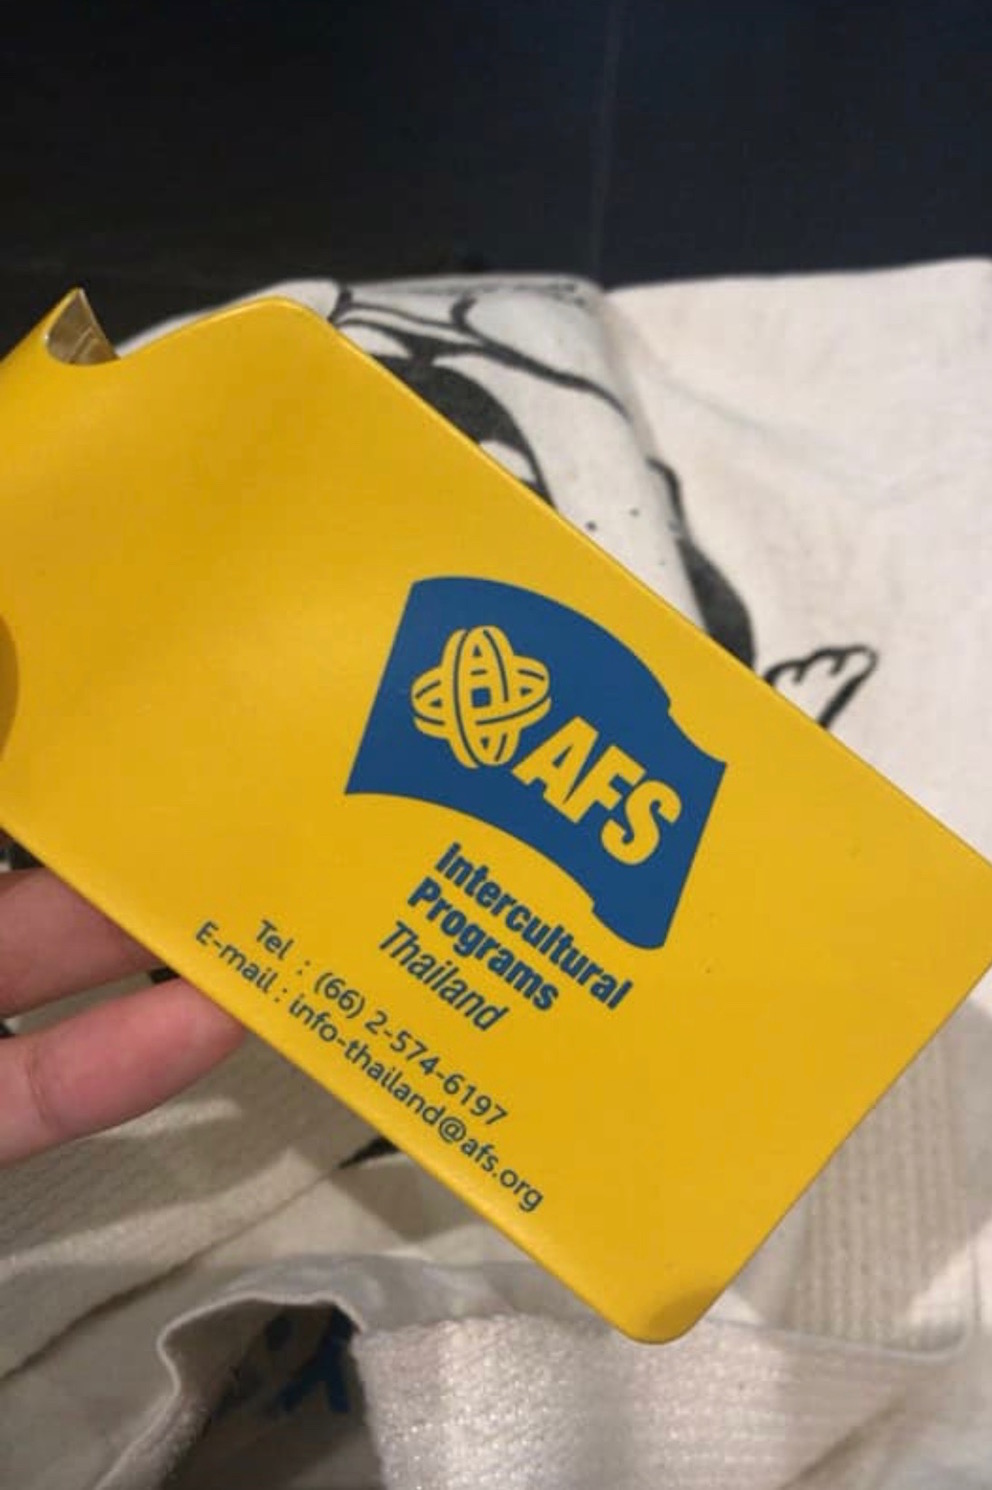 AFS
Intercultural
Programs
Thailand
Tel : (66) 2-574-6197
E-mail : info-thailand@afs.org